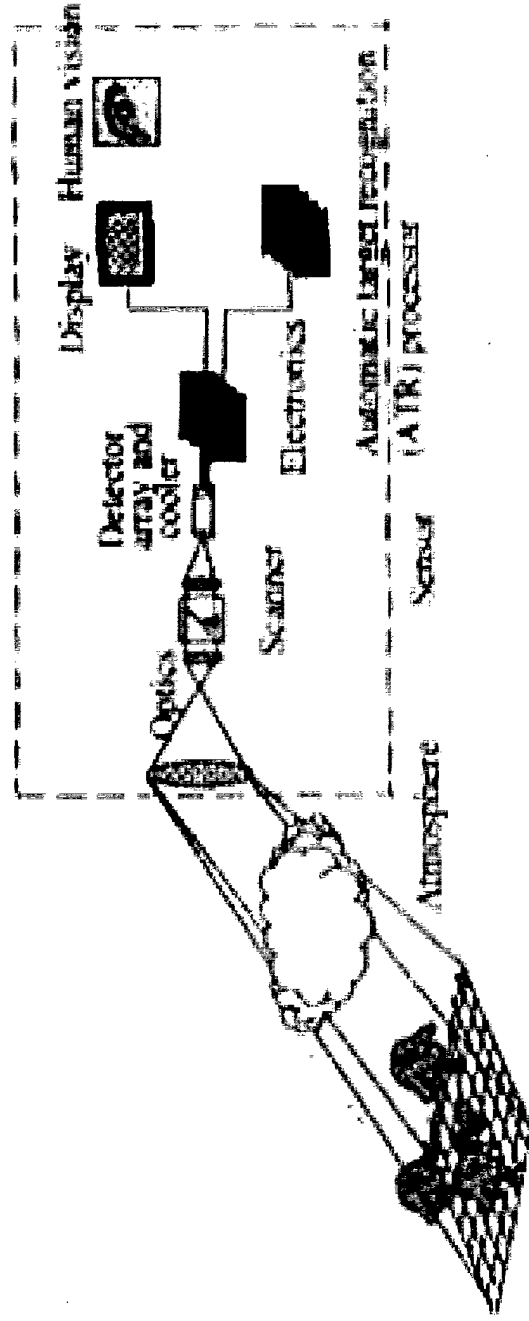 Atmosphere
Sensor
Optics
Scanner
Detector
array and
cooler
Electronics
Display
Human vision
Automatic target recognition
(ATR) processor